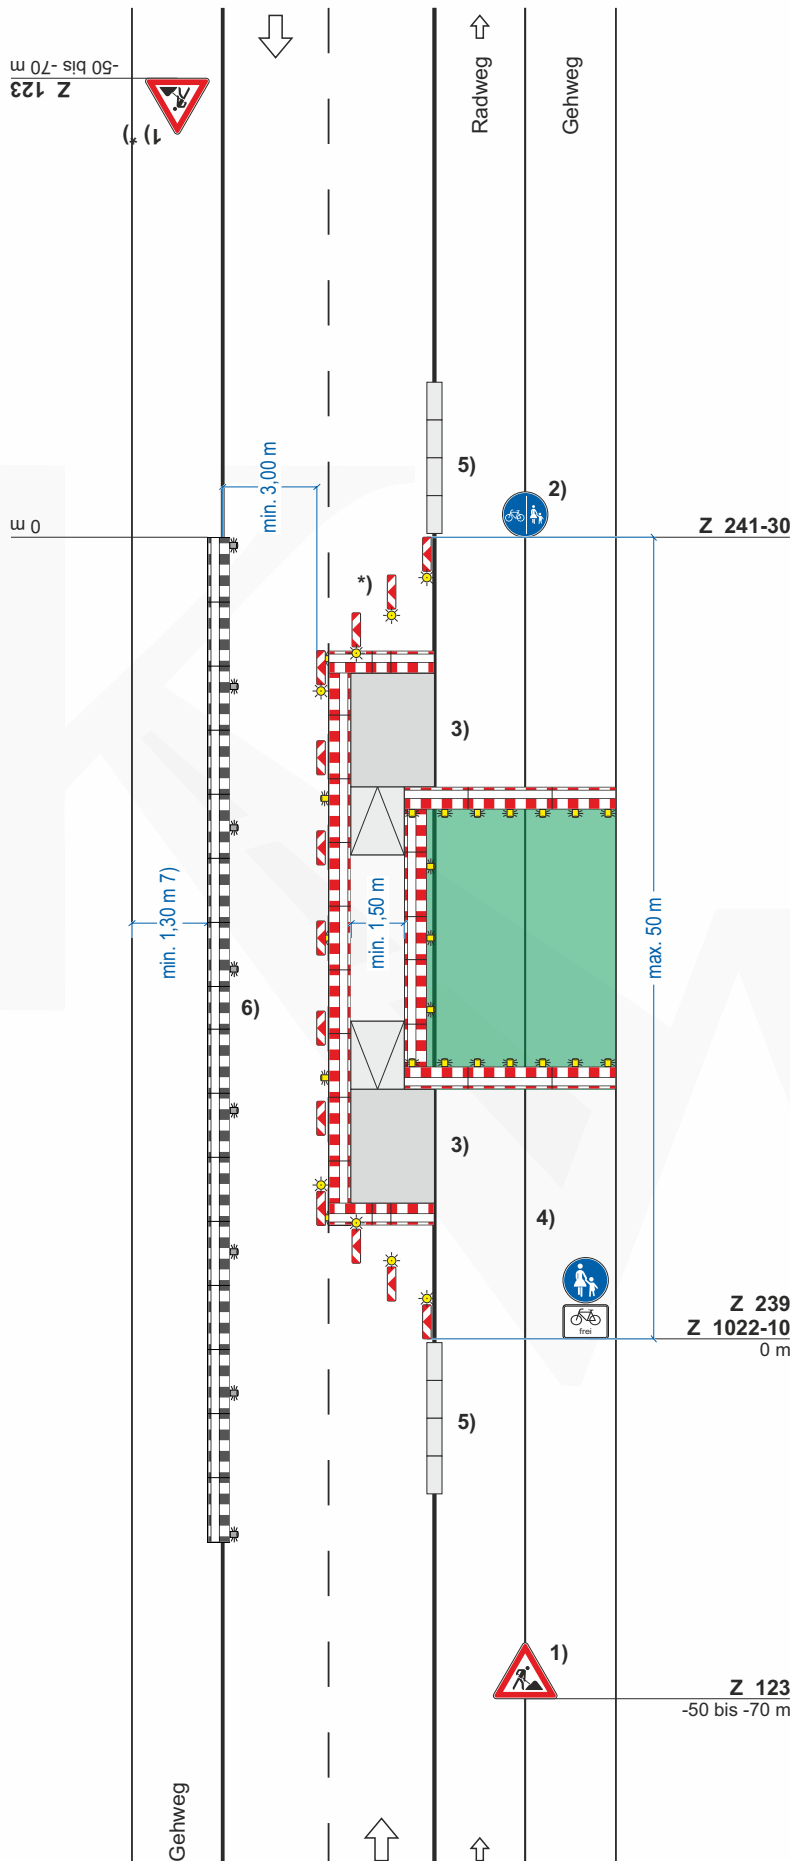 Radweg
Gehweg
-50 bis -70 m
Z 123
1) *)
min. 3,00 m
5)
2)
0 m
Z 241-30
*)
3)
min. 1,30 m 7)
min. 1,50 m
max. 50 m
6)
3)
4)
frei
Z 239
Z 1022-10
0 m
5)
1)
Z 123
-50 bis -70 m
Gehweg